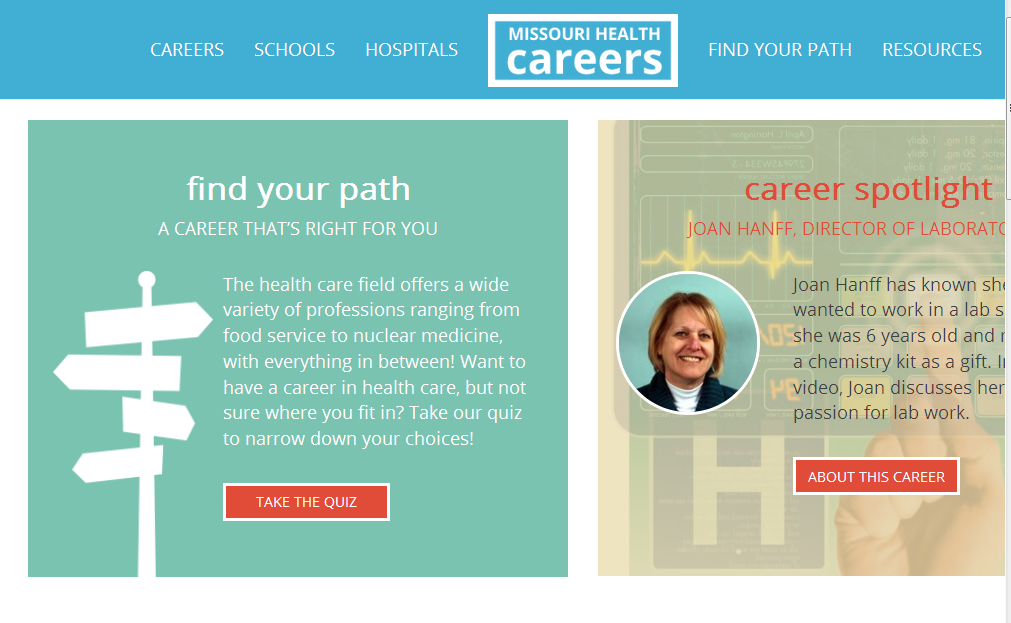 CAREERS SCHOOLS HOSPITALS
MISSOURI HEALTH
careers
FIND YOUR PATH RESOURCES
find your path
A CAREER THAT'S RIGHT FOR YOU
The health care field offers a wide
variety of professions ranging from
food service to nuclear medicine,
with everything in between! Want to
have a career in health care, but not
sure where you fit in? Take our quiz
to narrow down your choices!
TAKE THE QUIZ
career spotlight
JOAN HANFF, DIRECTOR OF LABORATO
Joan Hanff has known she
wanted to work in a lab s
she was 6 years old and r
a chemistry kit as a gift. I
video, Joan discusses her
passion for lab work.
ABOUT THIS CAREER
H